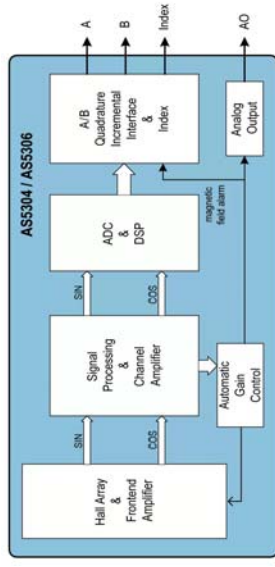 AS5304 / AS5306
Hall Array
&
Frontend
Amplifier
SIN
COS
Signal
Processing
&
Channel
Amplifier
SIN
COS
ADC
&
DSP
A/B
Quadrature
Incremental
Interface
&
Index
A
B
Index
Automatic
Gain
Control
magnetic
field alarm
Analog
Output
AO